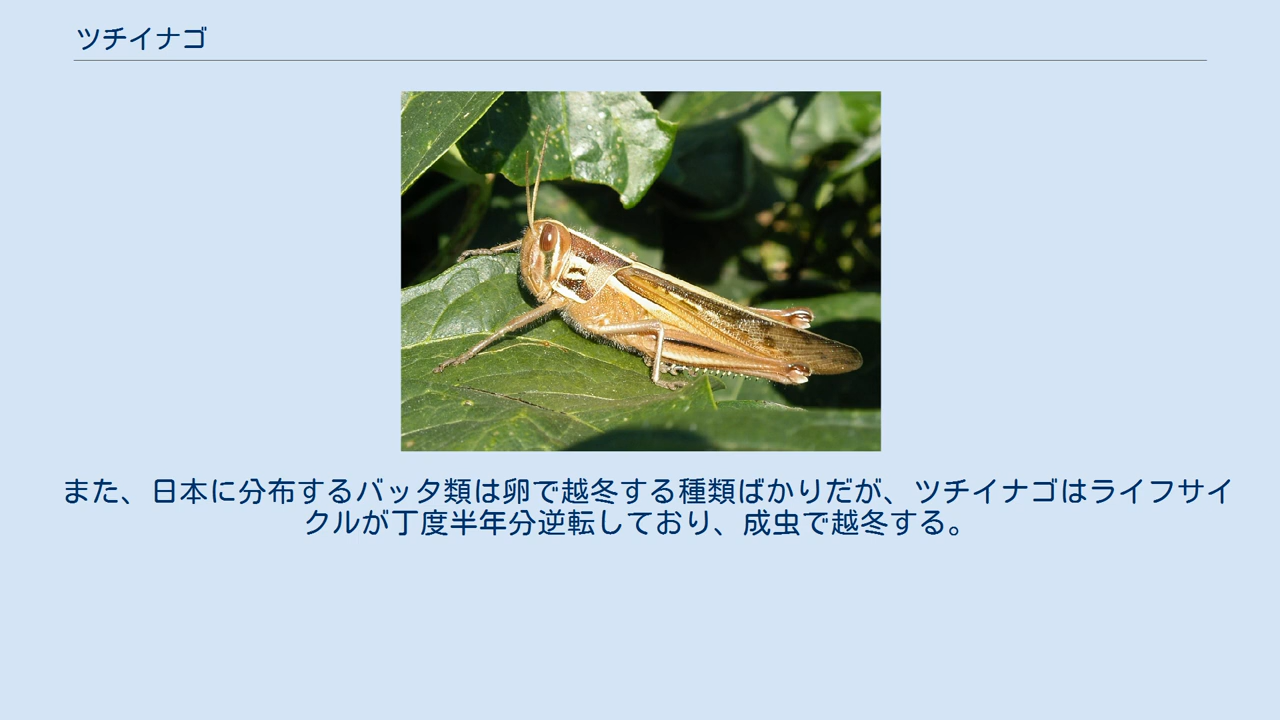 ツチイナゴ
また、日本に分布するバッタ類は卵で越冬する種類ばかりだが、ツチイナゴはライフサイ
クルが丁度半年分逆転しており、成虫で越冬する。